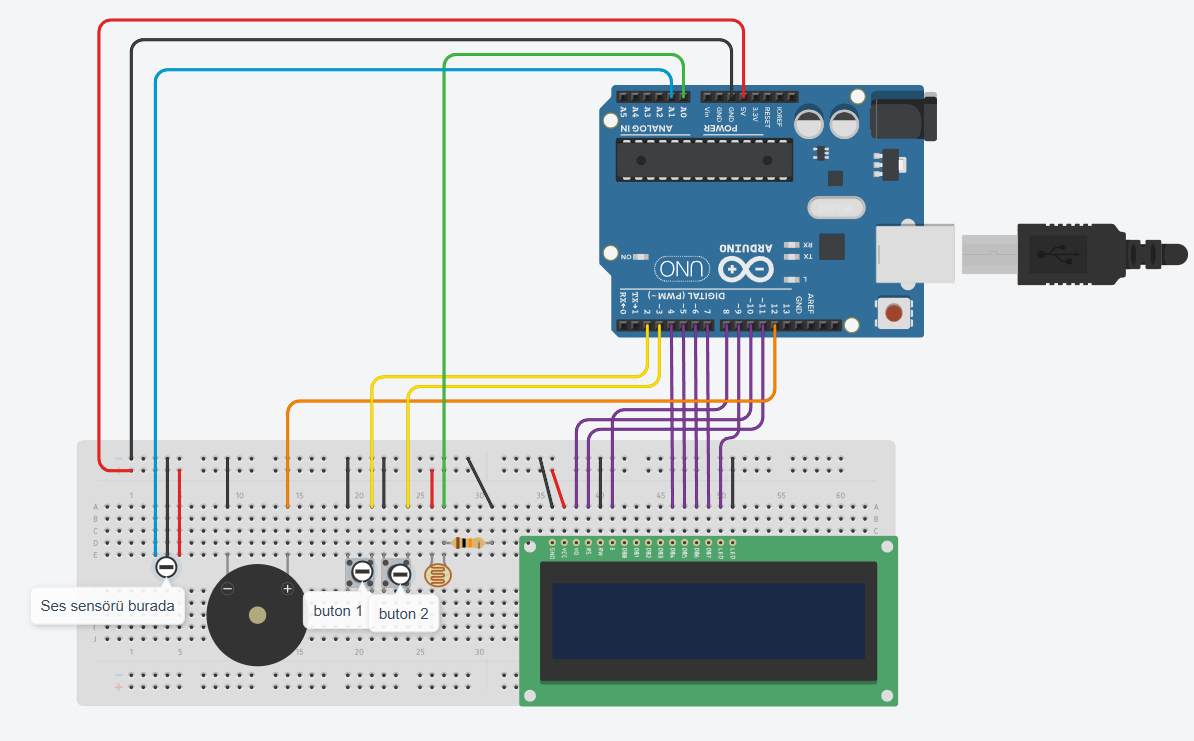 A5 A4 A3 A2 A1 A0
Vin GND GND 5V 3.3V RESET IOREF
ANALOG IN
POWER
RX
TX
ON
UNO
ARDUINO
L
DIGITAL (PWM~)
RX←0 TX→1 2 ~3 4 ~5 ~6 7 8 ~9 ~10 ~11 12 13 GND AREF
1 5 10 15 20 25 30 35 40 45 50 55 60
A A
B B
C C
D
E
GND VCC VO RS RW E DB0 DB1 DB2 DB3 DB4 DB5 DB6 DB7 LED LED
Ses sensörü burada
buton 1
buton 2
I
J
1 5 15 20 25 30